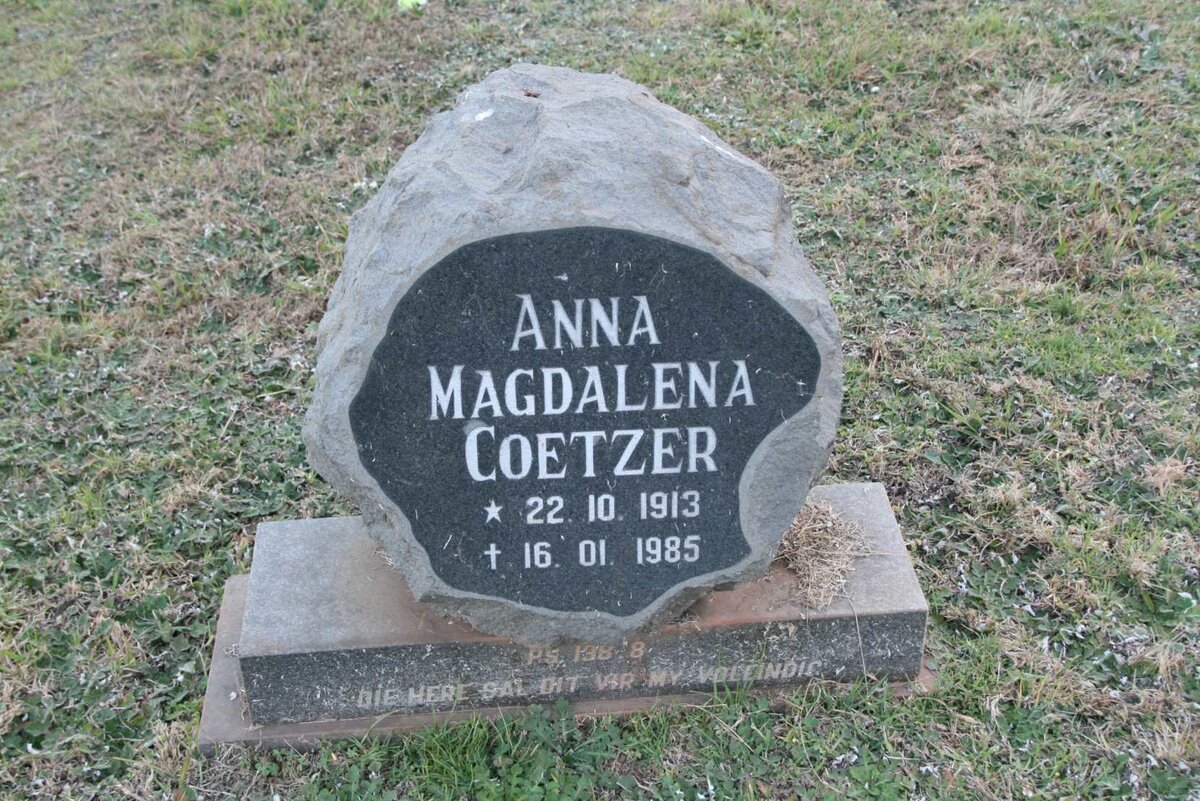 ANNA
MAGDALENA
COETZER
★ 22. 10. 1913
† 16. 01. 1985
PS 138:8
DIE HERE SAL DIT VIR MY VOLEINDIG